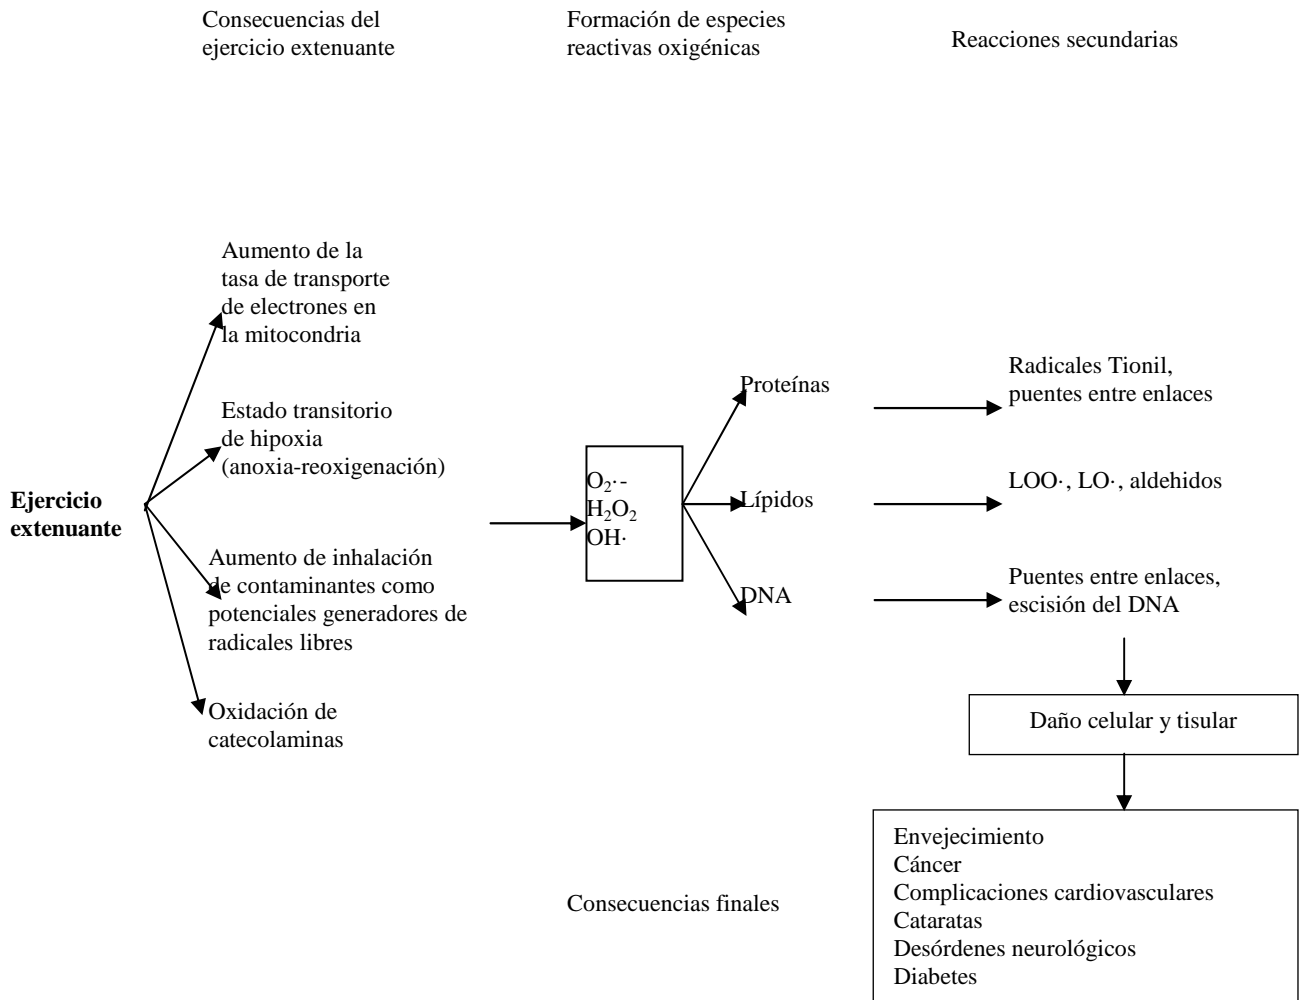 Consecuencias del
ejercicio extenuante
Formación de especies
reactivas oxigénicas
Reacciones secundarias
Aumento de la
tasa de transporte
de electrones en
la mitocondria
Estado transitorio
de hipoxia
(anoxia-reoxigenación)
Ejercicio
extenuante
Aumento de inhalación
de contaminantes como
potenciales generadores de
radicales libres
Oxidación de
catecolaminas
O₂·-
H₂O₂
OH·
Proteínas
Lípidos
DNA
Radicales Tionil,
puentes entre enlaces
LOO·, LO·, aldehidos
Puentes entre enlaces,
escisión del DNA
Daño celular y tisular
Consecuencias finales
Envejecimiento
Cáncer
Complicaciones cardiovasculares
Cataratas
Desórdenes neurológicos
Diabetes